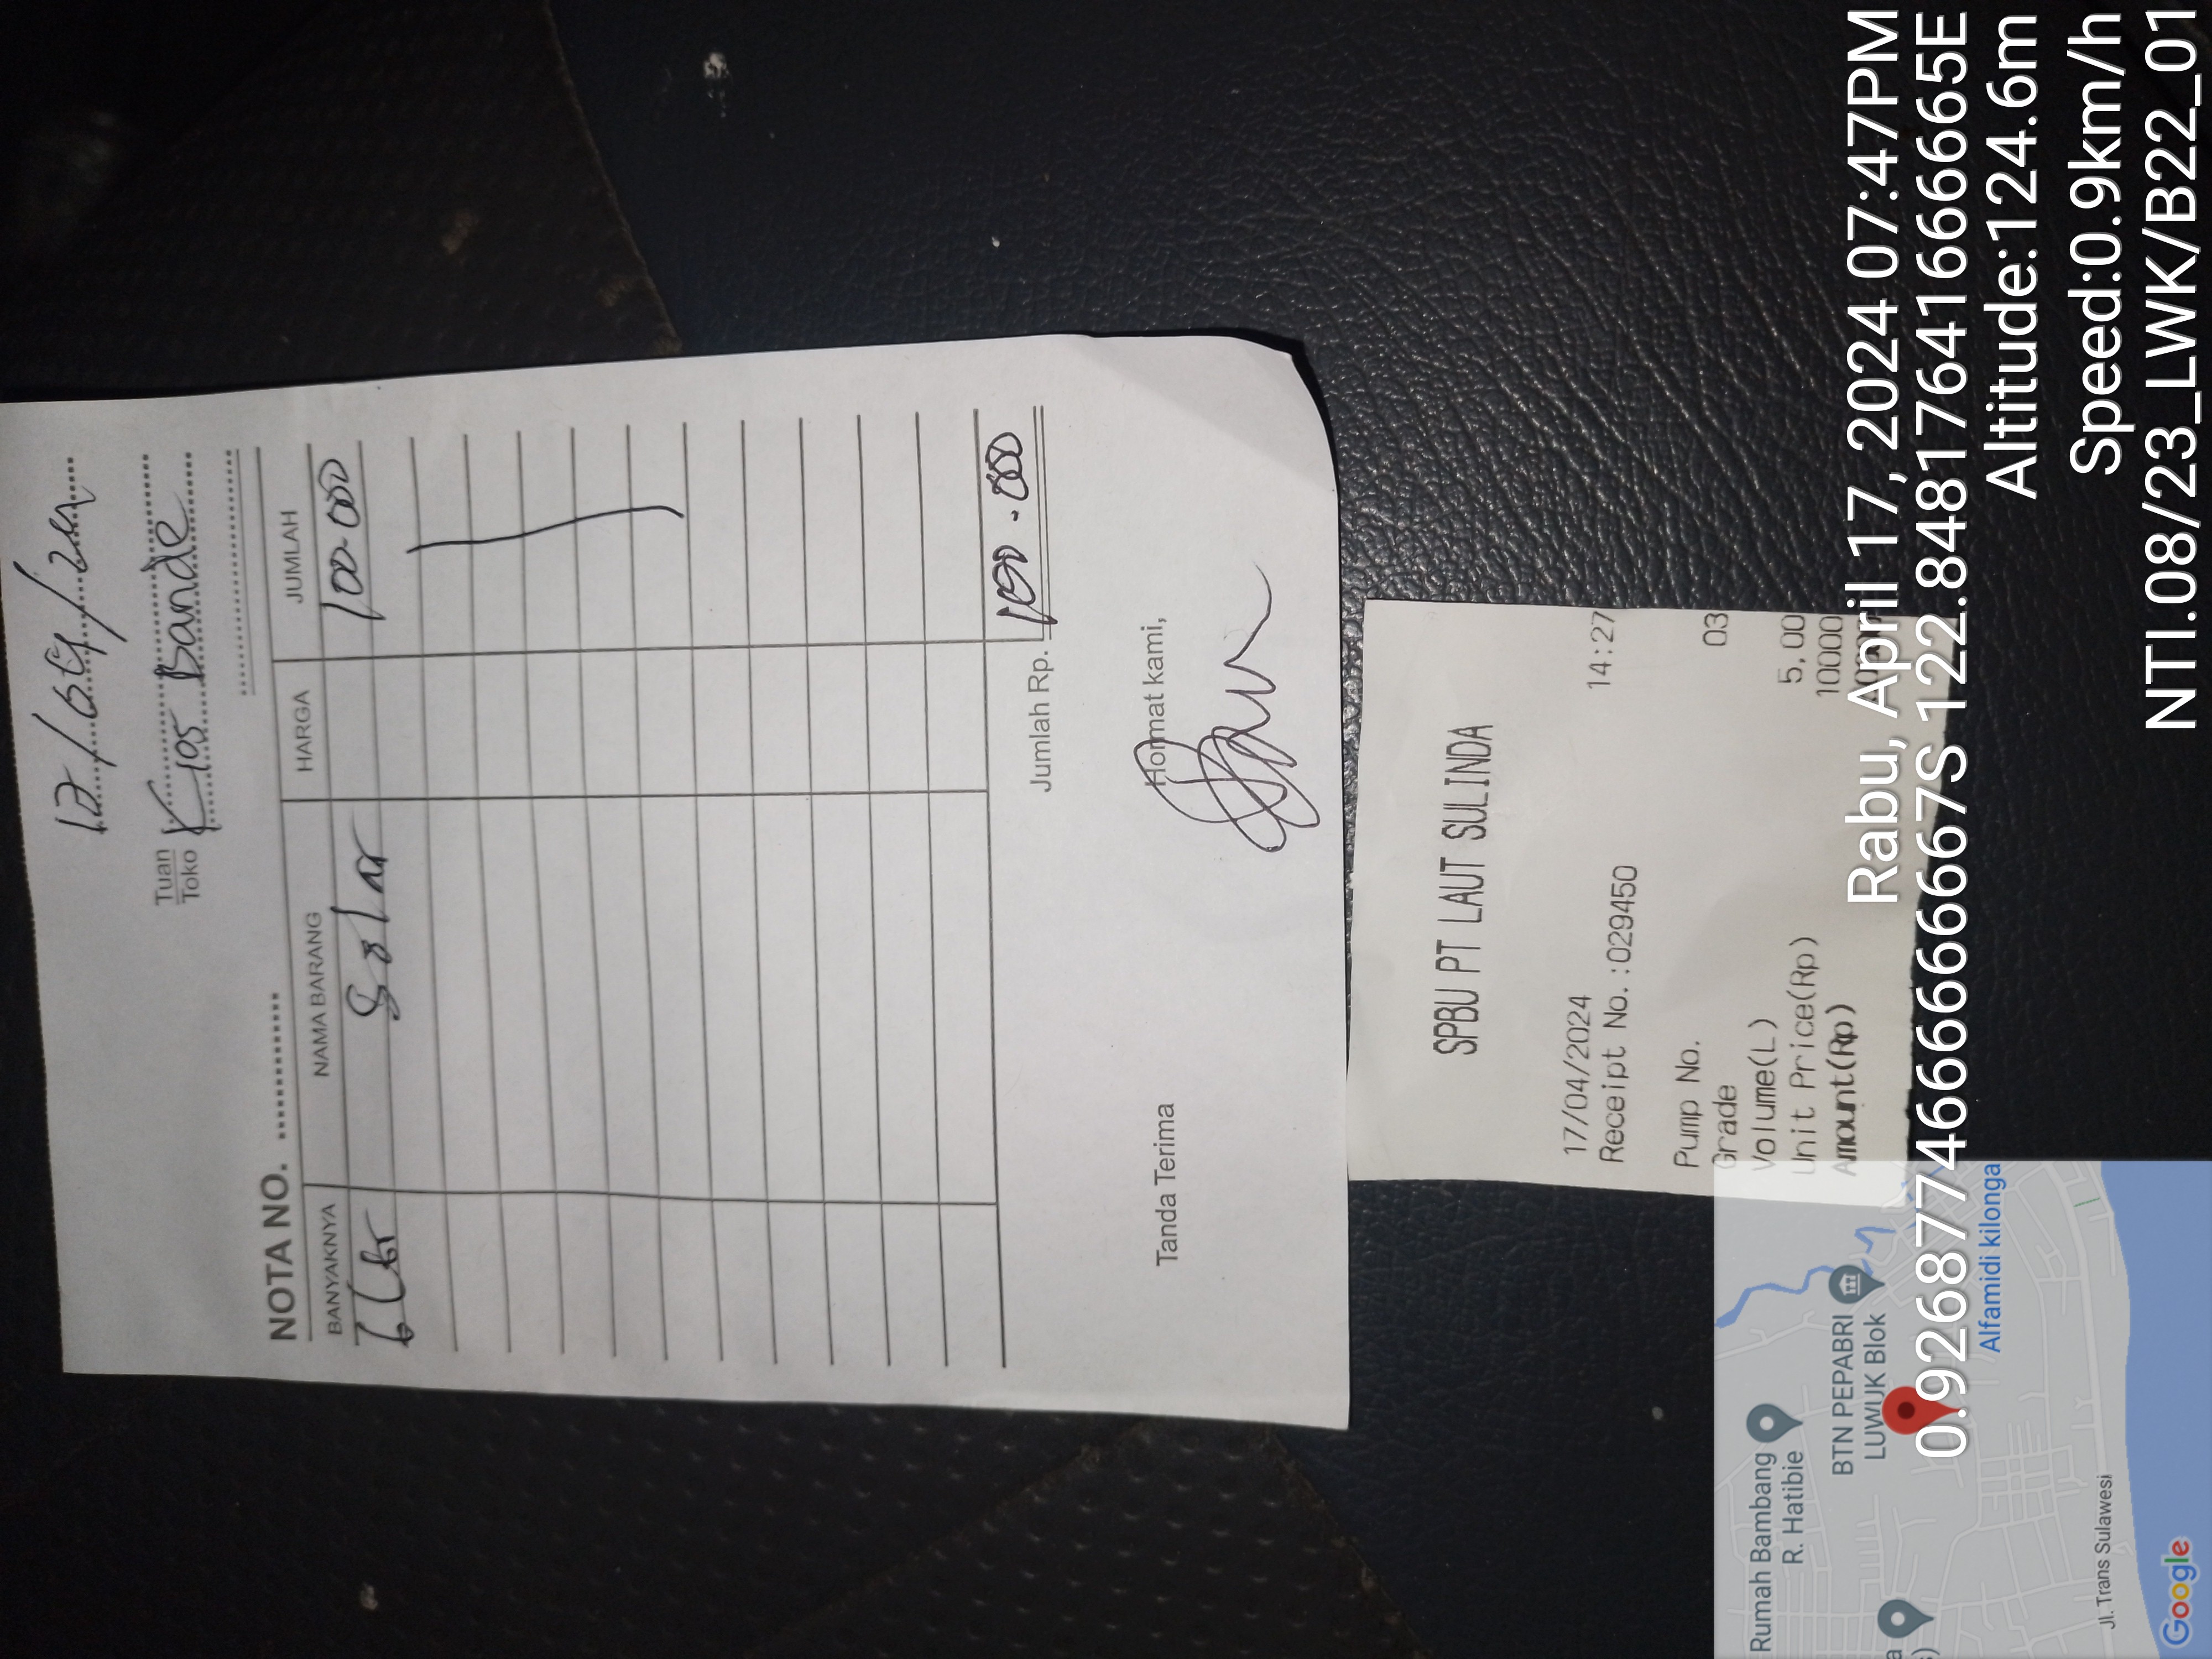 Tuan
Toko
Kios Bande
NOTA NO. ............
BANYAKNYA NAMA BARANG HARGA JUMLAH
Solar 100.000
Jumlah Rp. 100.000
Tanda Terima Hormat kami,
SPBU PT LAUT SULINDA
17/04/2024 14:27
Receipt No.:029450
Pump No. 03
Grade
Volume(L) 5,00
Unit Price(Rp) 10000
Amount(Rp)
Rabu, April 17, 2024 07:47PM
0.9268774666666667S 122.84817641666665E
Altitude:124.6m
Speed:0.9km/h
NTI.08/23_LWK/B22_01
Rumah Bambang
R. Hatibie
BTN PEPABRI
LUWUK Blok
Alfamidi kilonga
Jl. Trans Sulawesi
Google